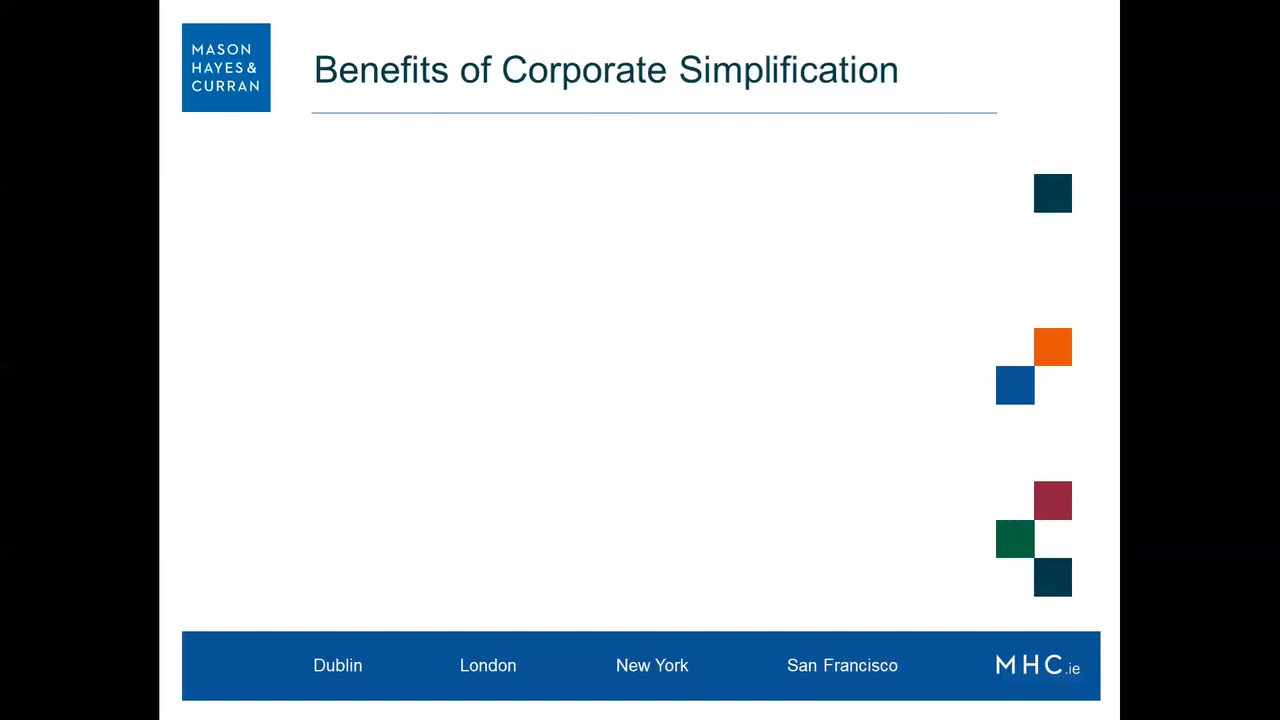 MASON
HAYES &
CURRAN
Benefits of Corporate Simplification
Dublin London New York San Francisco MHC.ie